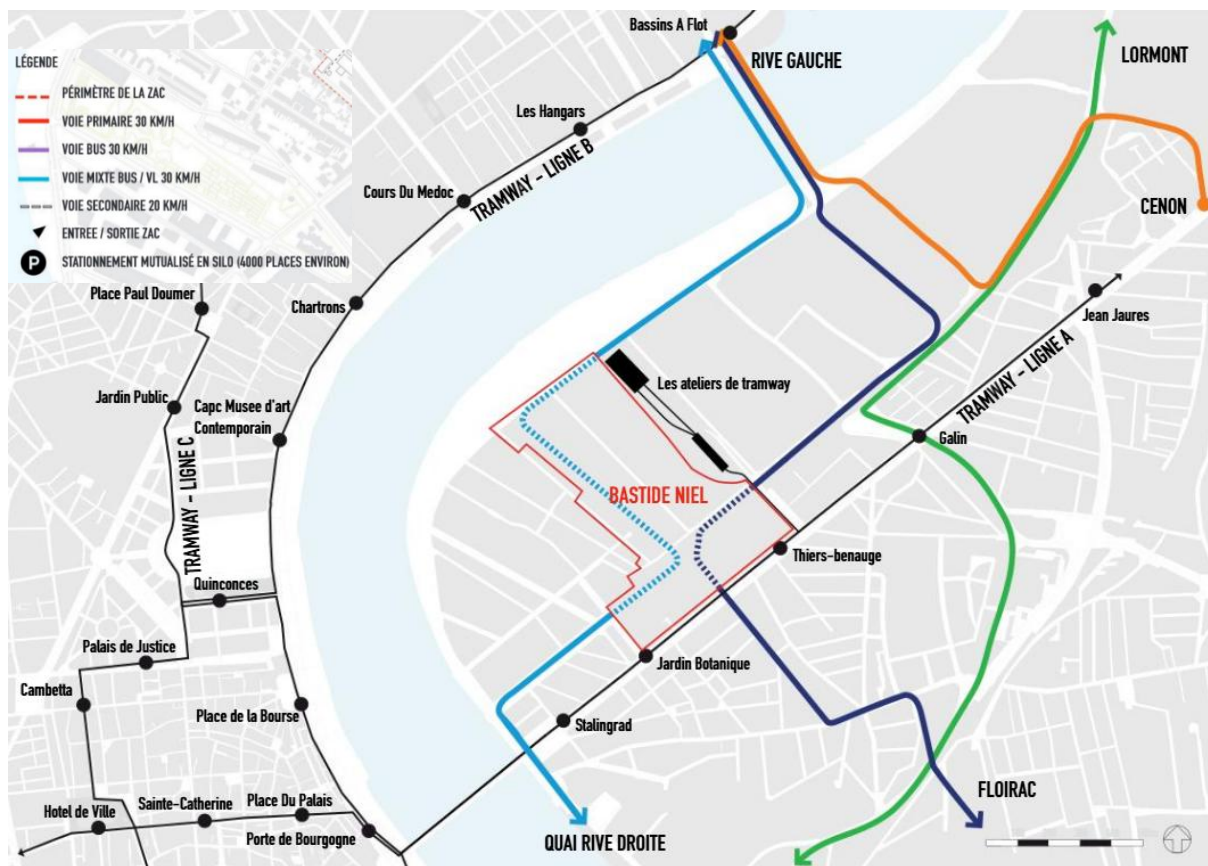 Bassins A Flot
RIVE GAUCHE
LORMONT
LÉGENDE
PÉRIMÈTRE DE LA ZAC
VOIE PRIMAIRE 30 KM/H
VOIE BUS 30 KM/H
VOIE MIXTE BUS / VL 30 KM/H
VOIE SECONDAIRE 20 KM/H
ENTREE / SORTIE ZAC
P STATIONNEMENT MUTUALISÉ EN SILO (4000 PLACES ENVIRON)
Les Hangars
TRAMWAY - LIGNE B
Cours Du Medoc
CENON
Place Paul Doumer
Chartrons
Jean Jaures
TRAMWAY - LIGNE A
Les ateliers de tramway
Jardin Public
Capc Musee d'art
Contemporain
Galin
TRAMWAY - LIGNE C
BASTIDE NIEL
Thiers-benauge
Quinconces
Palais de Justice
Jardin Botanique
Cambetta
Place de la Bourse
Stalingrad
FLOIRAC
Hotel de Ville
Sainte-Catherine
Place Du Palais
Porte de Bourgogne
QUAI RIVE DROITE